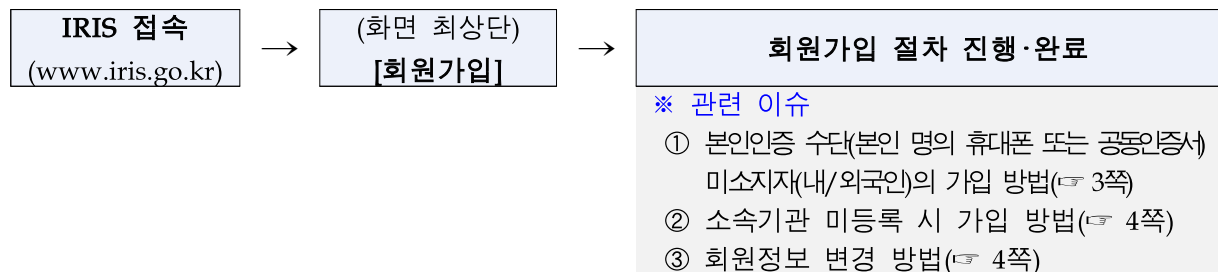 IRIS 접속
(www.iris.go.kr)
→
(화면 최상단)
[회원가입]
→
회원가입 절차 진행·완료
※ 관련 이슈
① 본인인증 수단(본인 명의 휴대폰 또는 공동인증서)
미소지자(내/외국인)의 가입 방법(☞ 3쪽)
② 소속기관 미등록 시 가입 방법(☞ 4쪽)
③ 회원정보 변경 방법(☞ 4쪽)